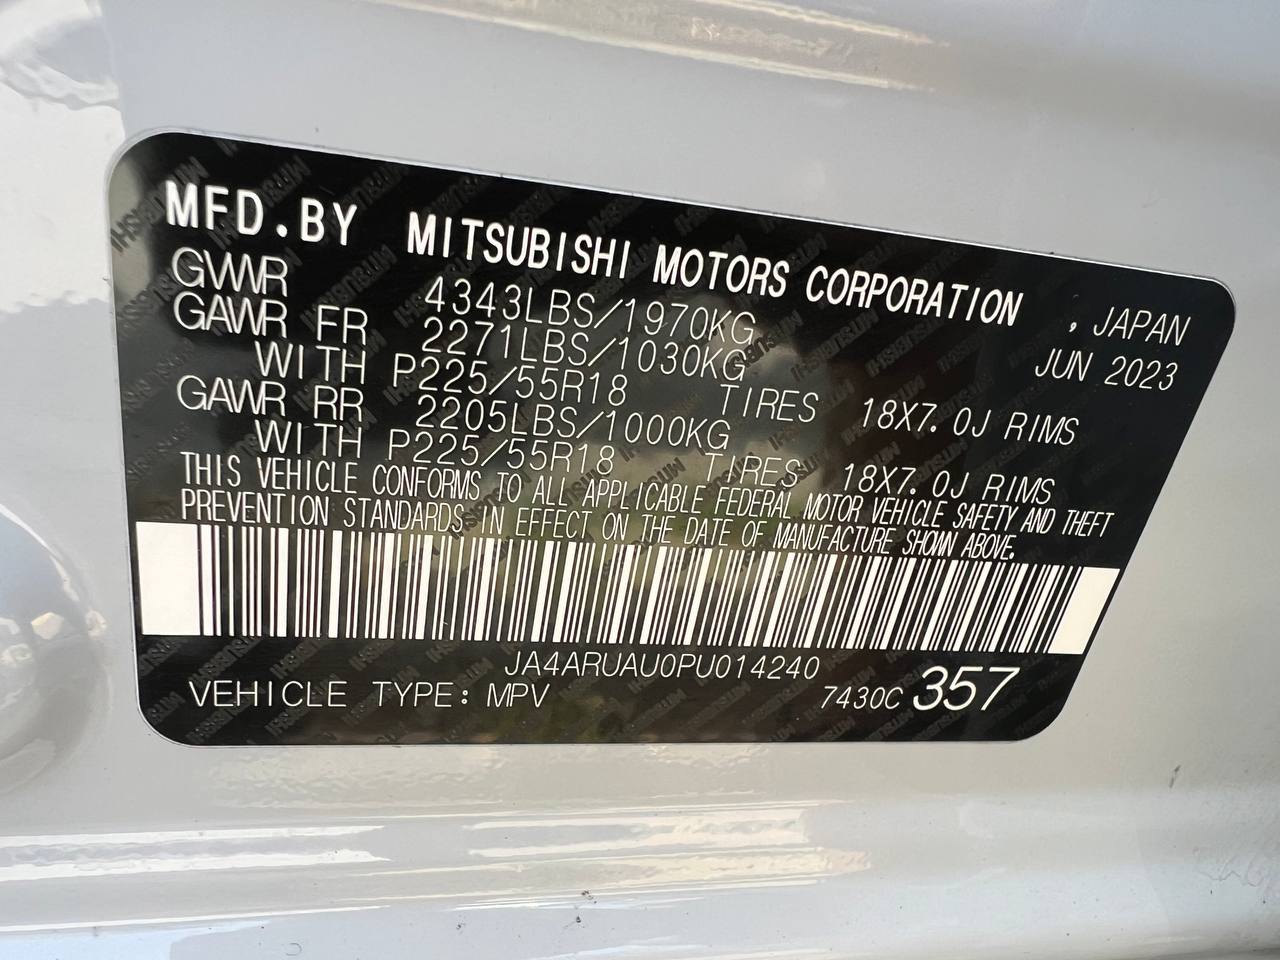 MFD.BY MITSUBISHI MOTORS CORPORATION , JAPAN
GVWR 4343LBS/1970KG JUN 2023
GAWR FR 2271LBS/1030KG
WITH P225/55R18 TIRES 18X7.0J RIMS
GAWR RR 2205LBS/1000KG
WITH P225/55R18 TIRES 18X7.0J RIMS
THIS VEHICLE CONFORMS TO ALL APPLICABLE FEDERAL MOTOR VEHICLE SAFETY AND THEFT
PREVENTION STANDARDS IN EFFECT ON THE DATE OF MANUFACTURE SHOWN ABOVE.
JA4ARUAU0PU014240
VEHICLE TYPE: MPV 7430C 357